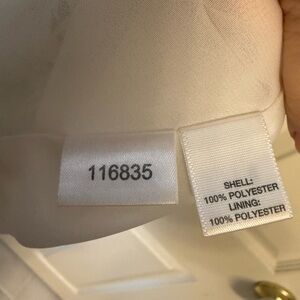 116835
SHELL:
100% POLYESTER
LINING:
100% POLYESTER